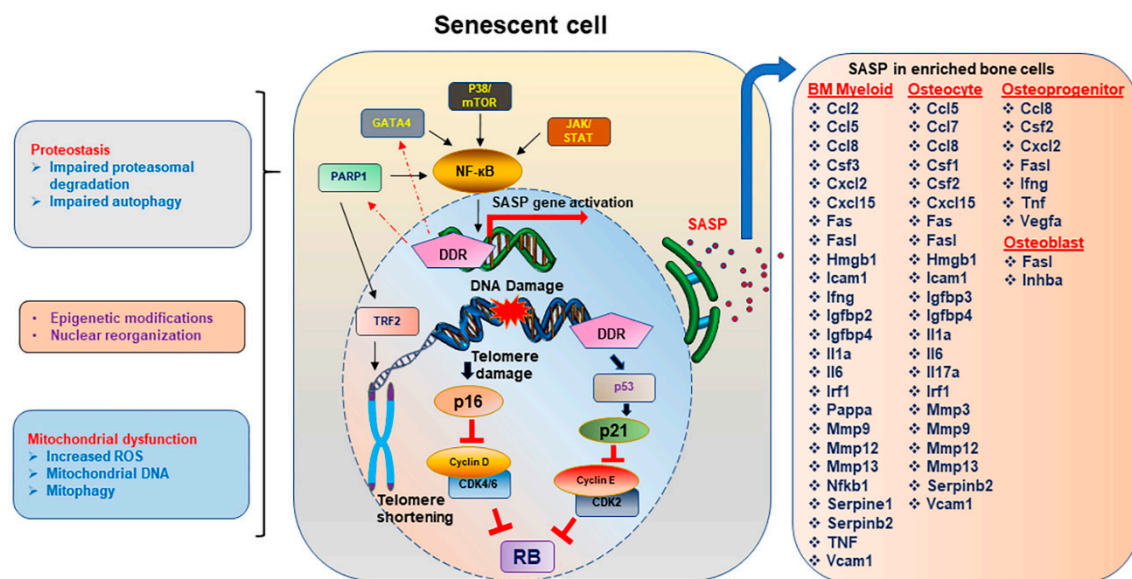 Senescent cell
Proteostasis
Impaired proteasomal
degradation
Impaired autophagy
Epigenetic modifications
Nuclear reorganization
Mitochondrial dysfunction
Increased ROS
Mitochondrial DNA
Mitophagy
P38/
mTOR
GATA4
JAK/
STAT
PARP1
NF-κB
SASP gene activation
DDR
DNA Damage
TRF2
DDR
Telomere
damage
p53
p16
p21
Cyclin D
CDK4/6
Cyclin E
CDK2
Telomere
shortening
RB
SASP
SASP in enriched bone cells
BM Myeloid
Ccl2
Ccl5
Ccl8
Csf3
Cxcl2
Cxcl15
Fas
Fasl
Hmgb1
Icam1
Ifng
Igfbp2
Igfbp4
Il1a
Il6
Irf1
Pappa
Mmp9
Mmp12
Mmp13
Nfkb1
Serpine1
Serpinb2
TNF
Vcam1
Osteocyte
Ccl5
Ccl7
Ccl8
Csf1
Csf2
Cxcl15
Fas
Fasl
Hmgb1
Icam1
Igfbp3
Igfbp4
Il1a
Il6
Il17a
Irf1
Mmp3
Mmp9
Mmp12
Mmp13
Serpinb2
Vcam1
Osteoprogenitor
Ccl8
Csf2
Cxcl2
Fasl
Ifng
Tnf
Vegfa
Osteoblast
Fasl
Inhba